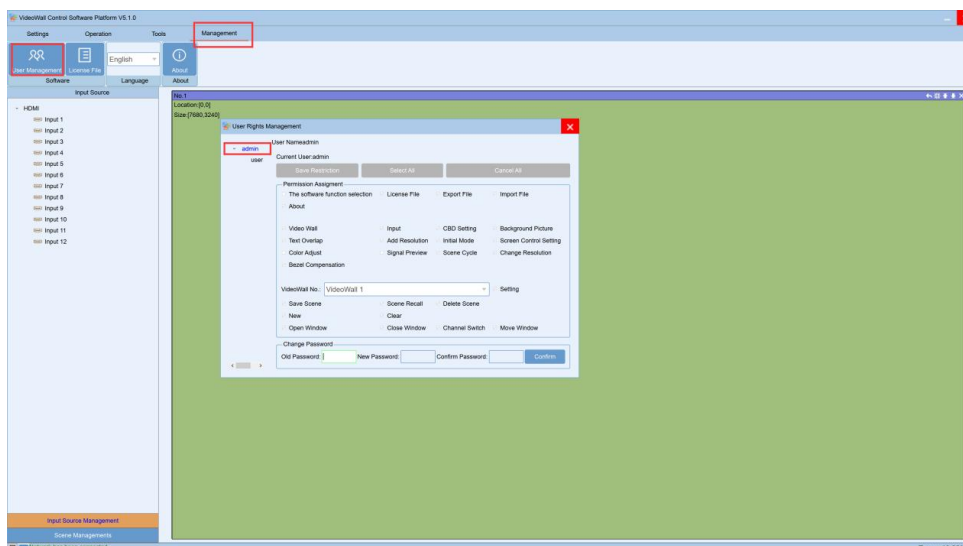 VideoWall Control Software Platform V5.1.0
Settings Operation Tools Management
User Management License File English About
Software Language About
Input Source
HDMI
Input 1
Input 2
Input 3
Input 4
Input 5
Input 6
Input 7
Input 8
Input 9
Input 10
Input 11
Input 12
Input Source Management
Scene Managements
No.1
Location:[0,0]
Size:[7680,3240]
User Rights Management
admin
user
User Nameadmin
Current User:admin
Save Restriction Select All Cancel All
Permission Assigment
The software function selection License File Export File Import File
About
Video Wall Input CBD Setting Background Picture
Text Overlap Add Resolution Initial Mode Screen Control Setting
Color Adjust Signal Preview Scene Cycle Change Resolution
Bezel Compensation
VideoWall No.: VideoWall 1 Setting
Save Scene Scene Recall Delete Scene
New Clear
Open Window Close Window Channel Switch Move Window
Change Password
Old Password: New Password: Confirm Password: Confirm